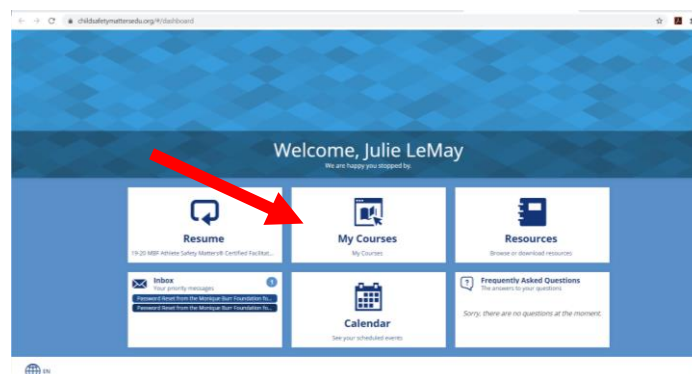 childsafetymattersedu.org/#/dashboard
Welcome, Julie LeMay
We are happy you stopped by.
Resume
19-20 MBF Athlete Safety Matters® Certified Facilitat...
My Courses
My Courses
Resources
Browse or download resources
Inbox
1
Your priority messages
Password Reset from the Monique Burr Foundation fo...
Password Reset from the Monique Burr Foundation fo...
Calendar
See your scheduled events
Frequently Asked Questions
The answers to your questions
Sorry, there are no questions at the moment.
EN